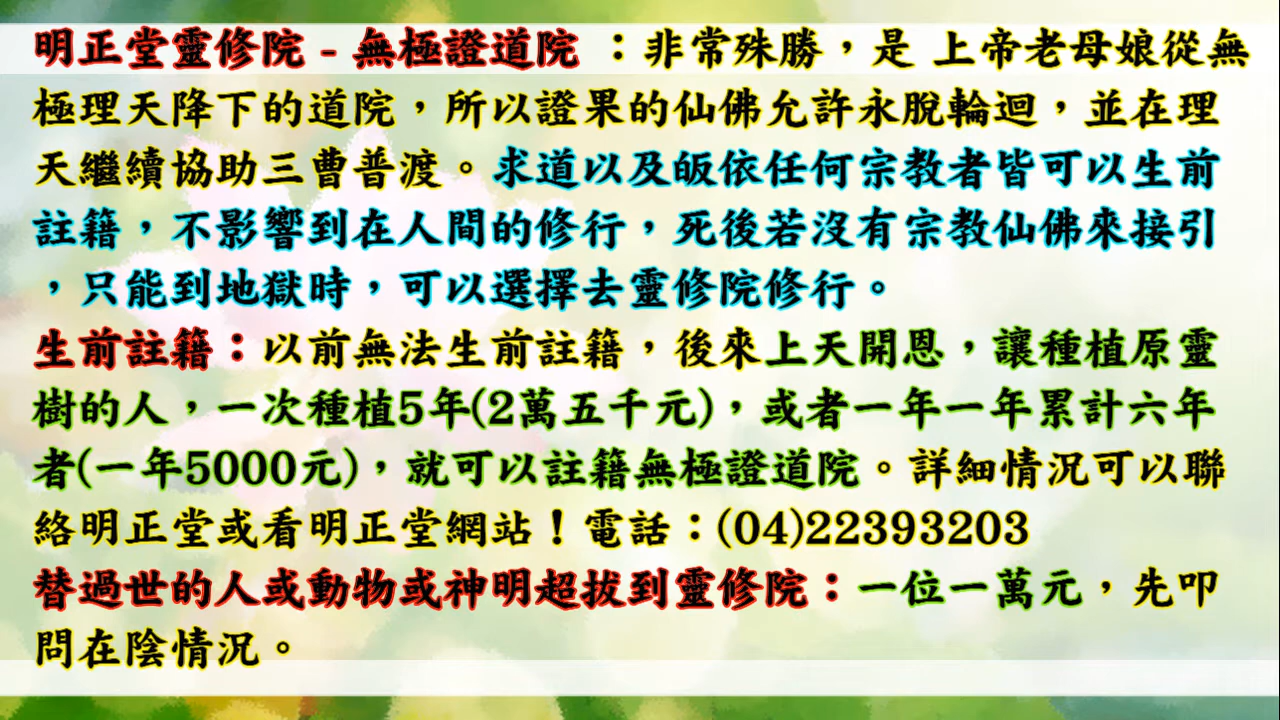 明正堂靈修院 - 無極證道院 ：非常殊勝，是 上帝老母娘從無
極理天降下的道院，所以證果的仙佛允許永脫輪迴，並在理
天繼續協助三曹普渡。求道以及皈依任何宗教者皆可以生前
註籍，不影響到在人間的修行，死後若沒有宗教仙佛來接引
，只能到地獄時，可以選擇去靈修院修行。
生前註籍：以前無法生前註籍，後來上天開恩，讓種植原靈
樹的人，一次種植5年(2萬五千元)，或者一年一年累計六年
者(一年5000元)，就可以註籍無極證道院。詳細情況可以聯
絡明正堂或看明正堂網站！電話：(04)22393203
替過世的人或動物或神明超拔到靈修院：一位一萬元，先叩
問在陰情況。